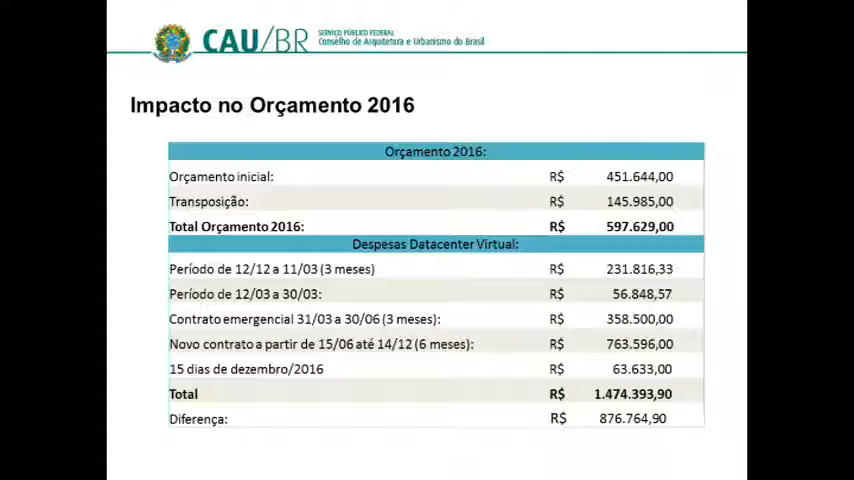 CAU/BR
SERVIÇO PÚBLICO FEDERAL
Conselho de Arquitetura e Urbanismo do Brasil
Impacto no Orçamento 2016
Orçamento 2016:
Orçamento inicial: R$ 451.644,00
Transposição: R$ 145.985,00
Total Orçamento 2016: R$ 597.629,00
Despesas Datacenter Virtual:
Período de 12/12 a 11/03 (3 meses) R$ 231.816,33
Período de 12/03 a 30/03: R$ 56.848,57
Contrato emergencial 31/03 a 30/06 (3 meses): R$ 358.500,00
Novo contrato a partir de 15/06 até 14/12 (6 meses): R$ 763.596,00
15 dias de dezembro/2016 R$ 63.633,00
Total R$ 1.474.393,90
Diferença: R$ 876.764,90